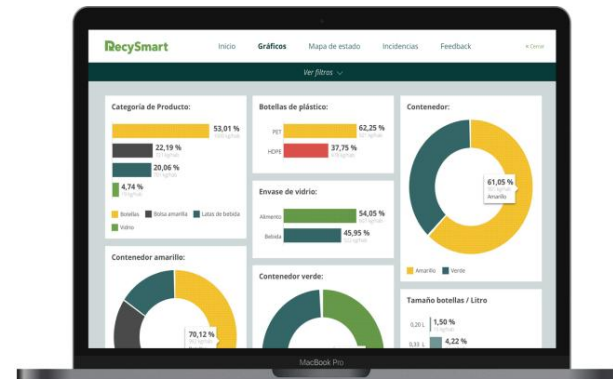 RecySmart
Inicio
Gráficos
Mapa de estado
Incidencias
Feedback
Ver filtros
Categoría de Producto:
53,01 %
22,19 %
20,06 %
4,74 %
Botellas
Bolsa amarilla
Latas de bebida
Vidrio
Botellas de plástico:
PET
62,25 %
HDPE
37,75 %
Envase de vidrio:
Alimento
54,05 %
Bebida
45,95 %
Contenedor:
61,05 %
Amarillo
Amarillo
Verde
Contenedor amarillo:
70,12 %
Contenedor verde:
Tamaño botellas / Litro
0,20 L
1,50 %
0,33 L
4,22 %
MacBook Pro